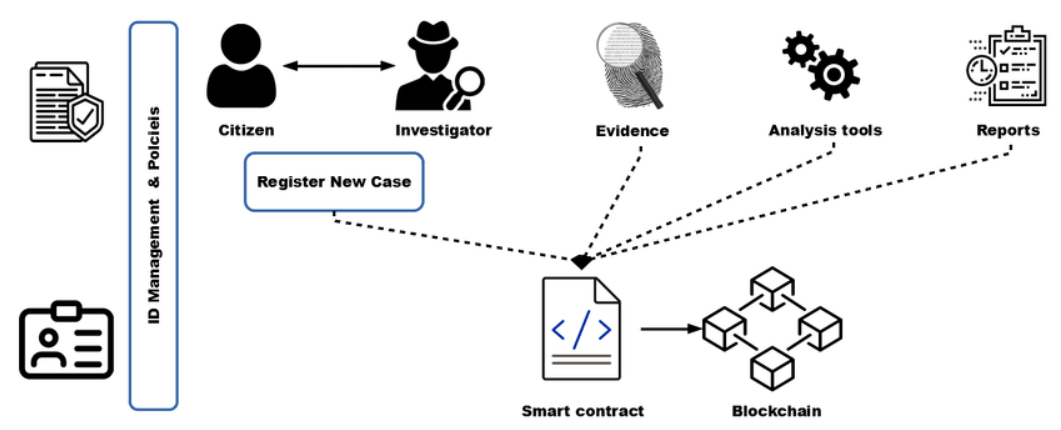 ID Management & Polcieis
Citizen
Investigator
Evidence
Analysis tools
Reports
Register New Case
Smart contract
Blockchain